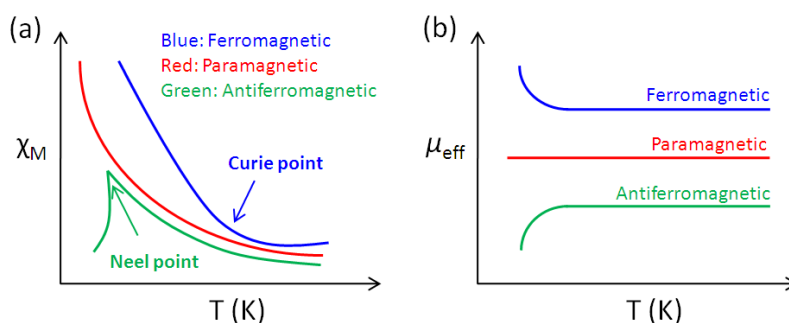 (a)
Blue: Ferromagnetic
Red: Paramagnetic
Green: Antiferromagnetic
χM
Curie point
Neel point
T (K)
(b)
μeff
Ferromagnetic
Paramagnetic
Antiferromagnetic
T (K)